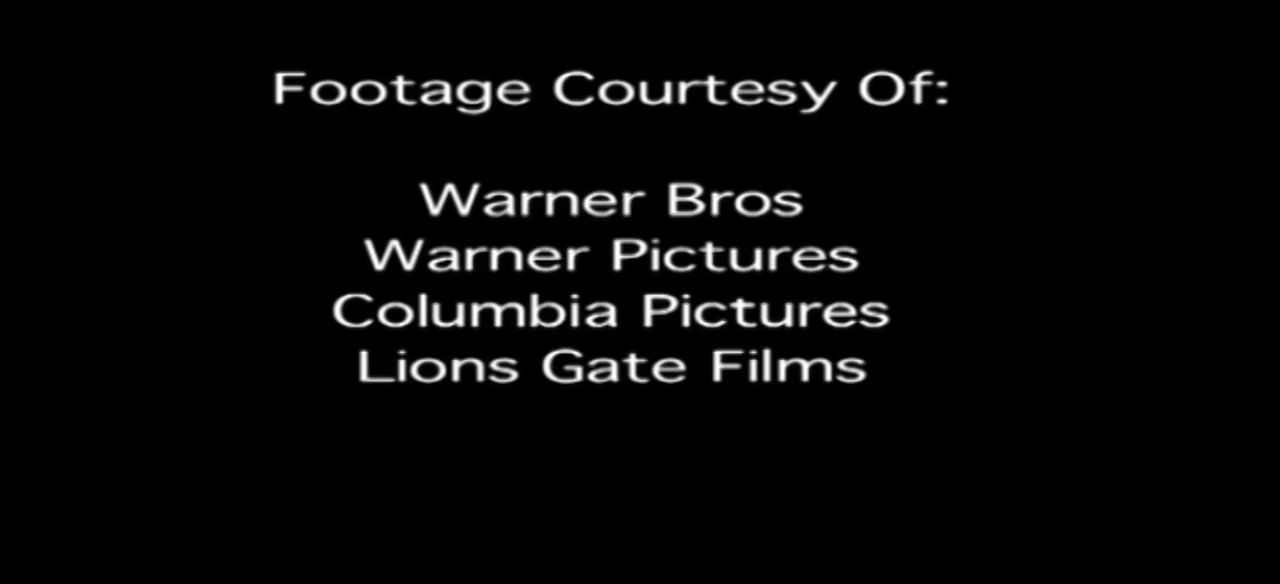 Footage Courtesy Of:
Warner Bros
Warner Pictures
Columbia Pictures
Lions Gate Films